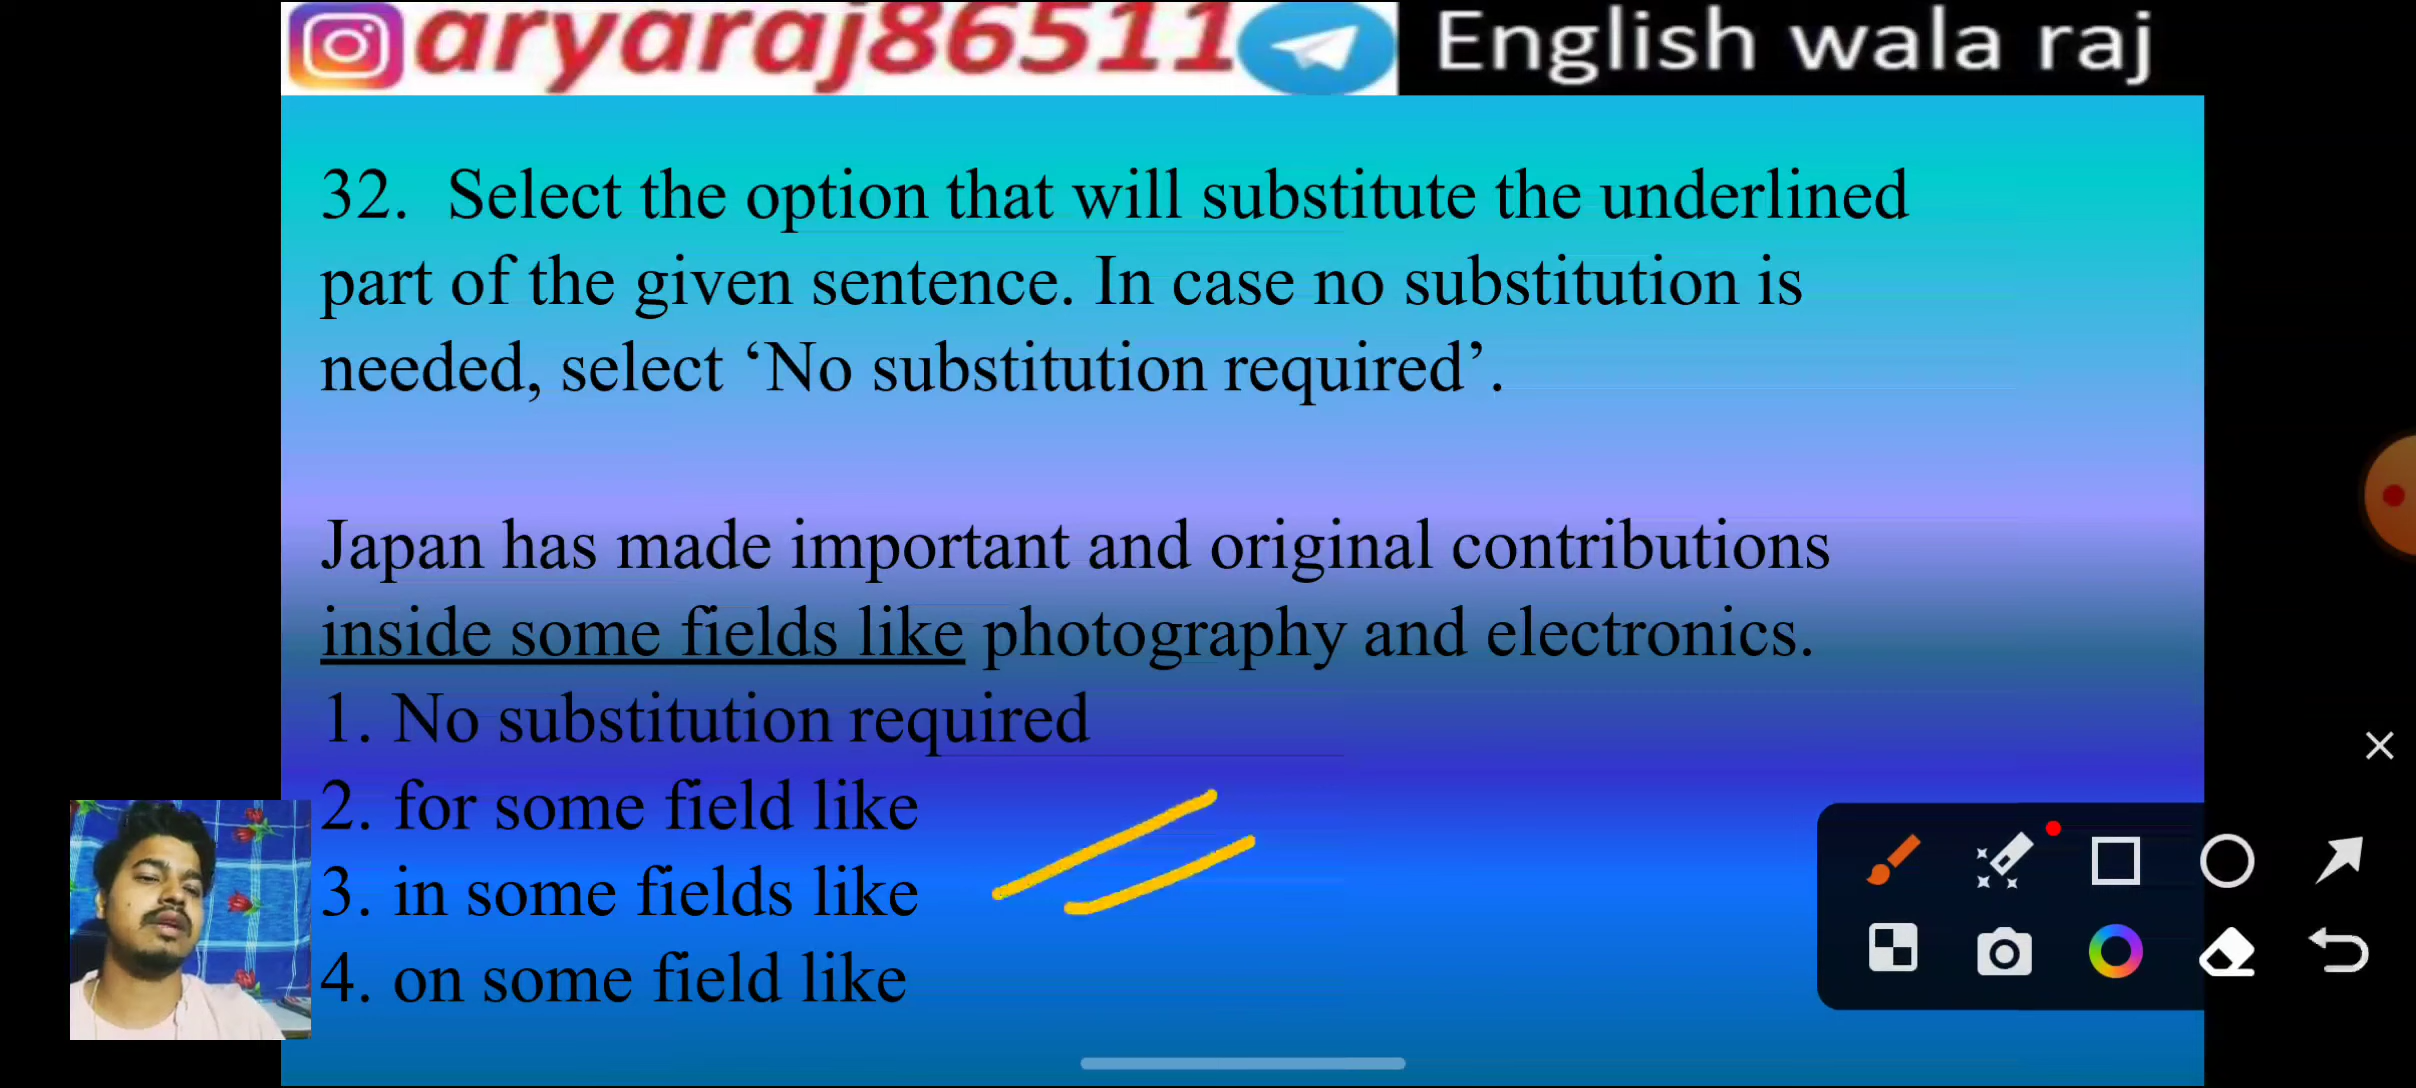 aryaraj86511 English wala raj
32. Select the option that will substitute the underlined
part of the given sentence. In case no substitution is
needed, select ‘No substitution required’.
Japan has made important and original contributions
inside some fields like photography and electronics.
1. No substitution required
2. for some field like
3. in some fields like
4. on some field like